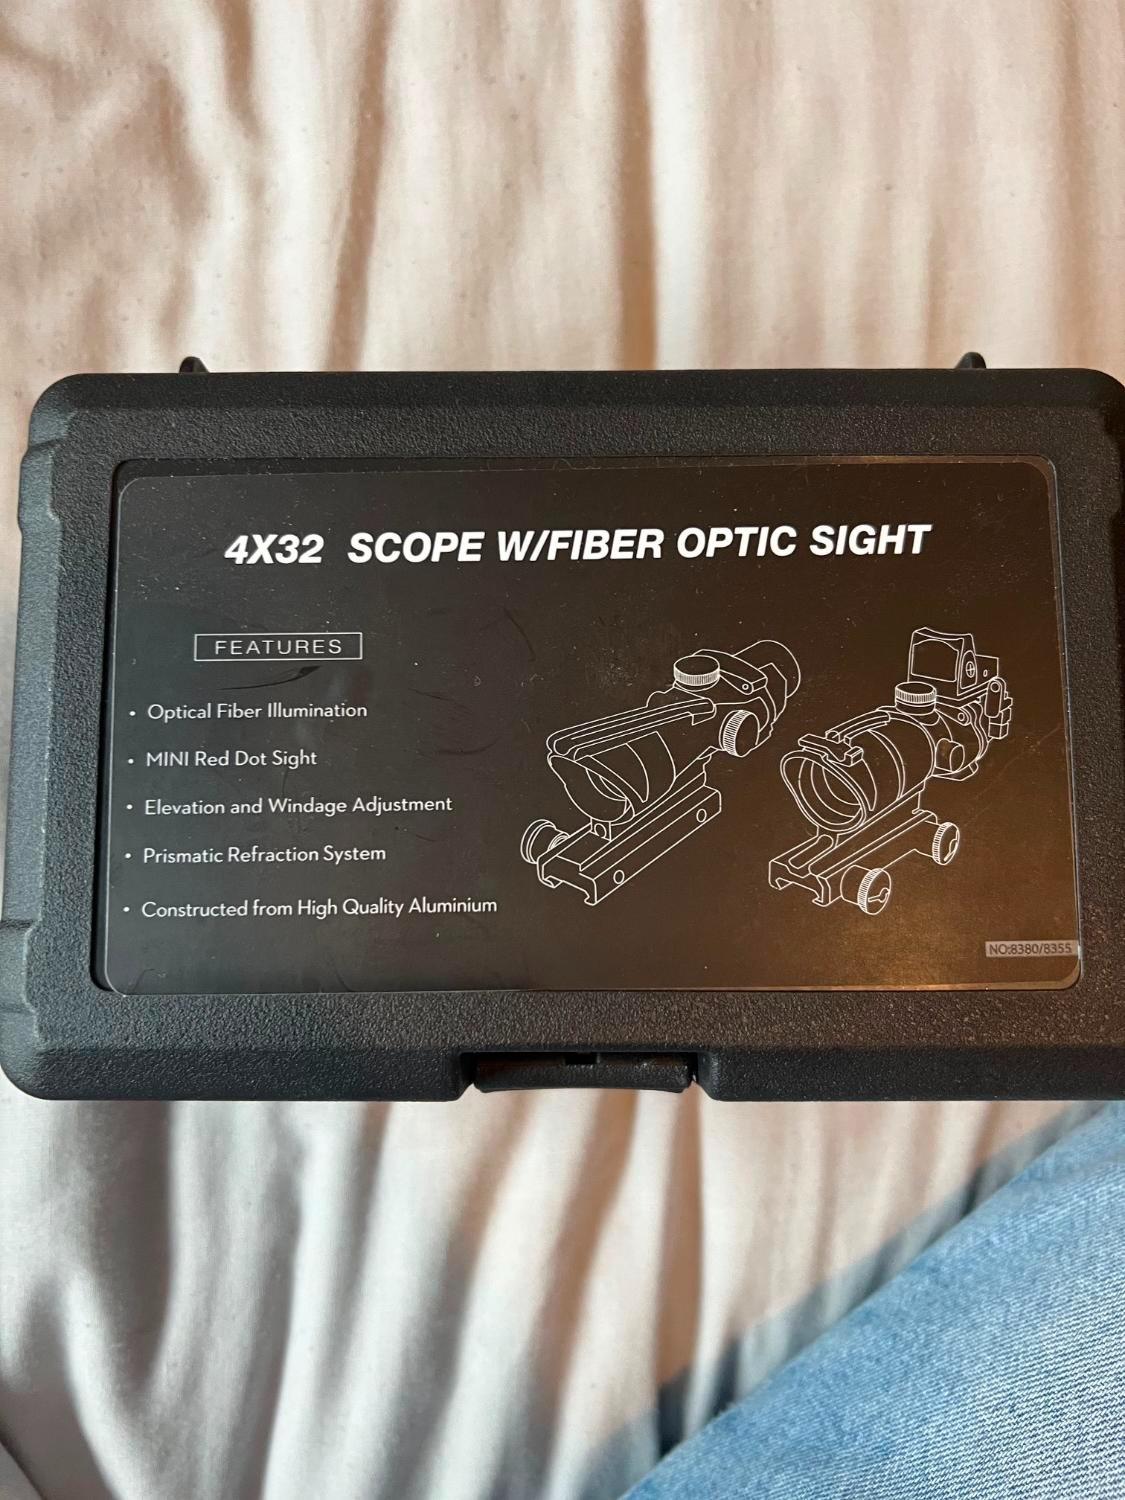 4X32 SCOPE W/FIBER OPTIC SIGHT
FEATURES
• Optical Fiber Illumination
• MINI Red Dot Sight
• Elevation and Windage Adjustment
• Prismatic Refraction System
• Constructed from High Quality Aluminium
NO:8380/8355